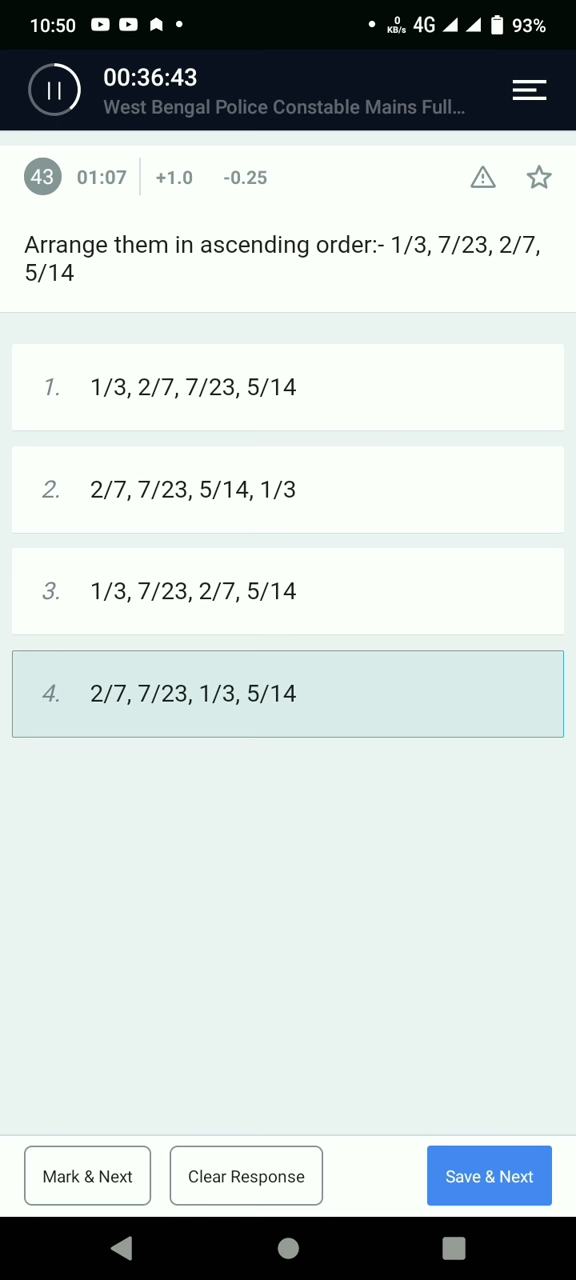 10:50
0 KB/s 4G 93%
00:36:43
West Bengal Police Constable Mains Full...
43 01:07 +1.0 -0.25
Arrange them in ascending order:- 1/3, 7/23, 2/7,
5/14
1. 1/3, 2/7, 7/23, 5/14
2. 2/7, 7/23, 5/14, 1/3
3. 1/3, 7/23, 2/7, 5/14
4. 2/7, 7/23, 1/3, 5/14
Mark & Next Clear Response Save & Next